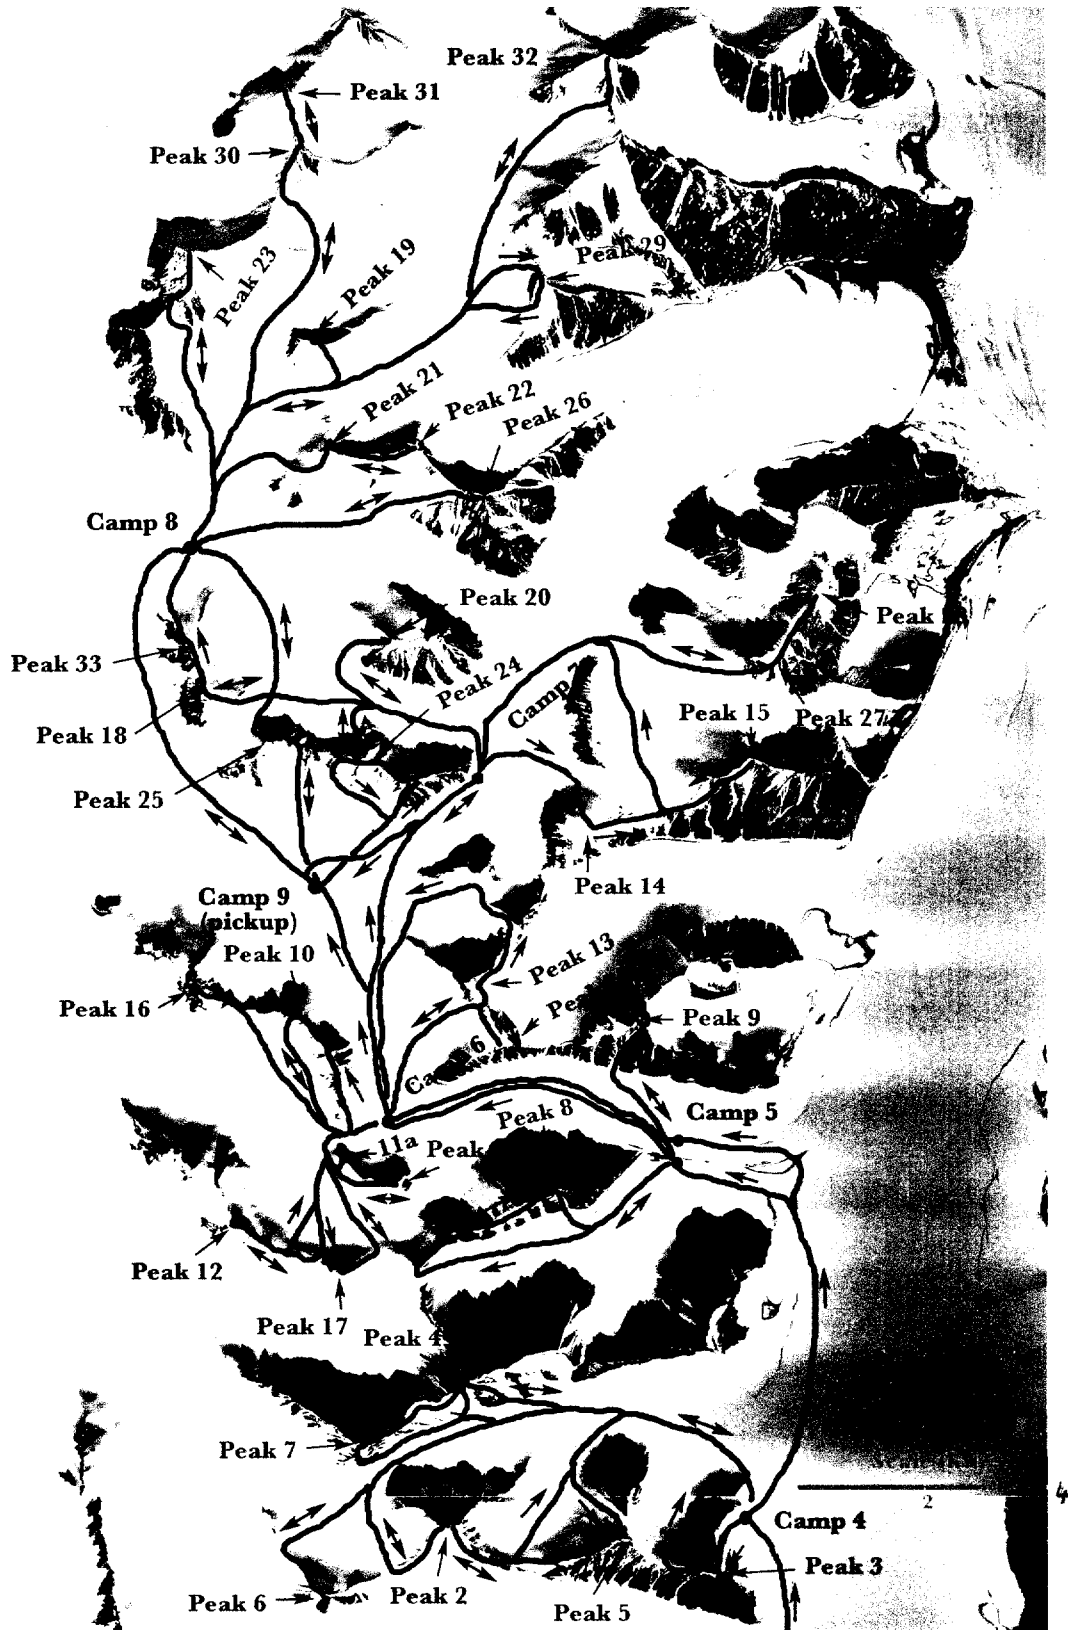 Peak 32
Peak 31
Peak 30
Peak 19
Peak 29
Peak 23
Peak 21
Peak 22
Peak 26
Camp 8
Peak 20
Peak
Peak 33
Peak 24
Camp
Peak 15
Peak 27
Peak 18
Peak 25
Peak 14
Camp 9
(pickup)
Peak 10
Peak 13
Peak 16
Peak 9
6
Camp 5
Peak 8
11a
Peak
Peak 12
Peak 17
Peak 4
Peak 7
2
4
Camp 4
Peak 3
Peak 6
Peak 2
Peak 5